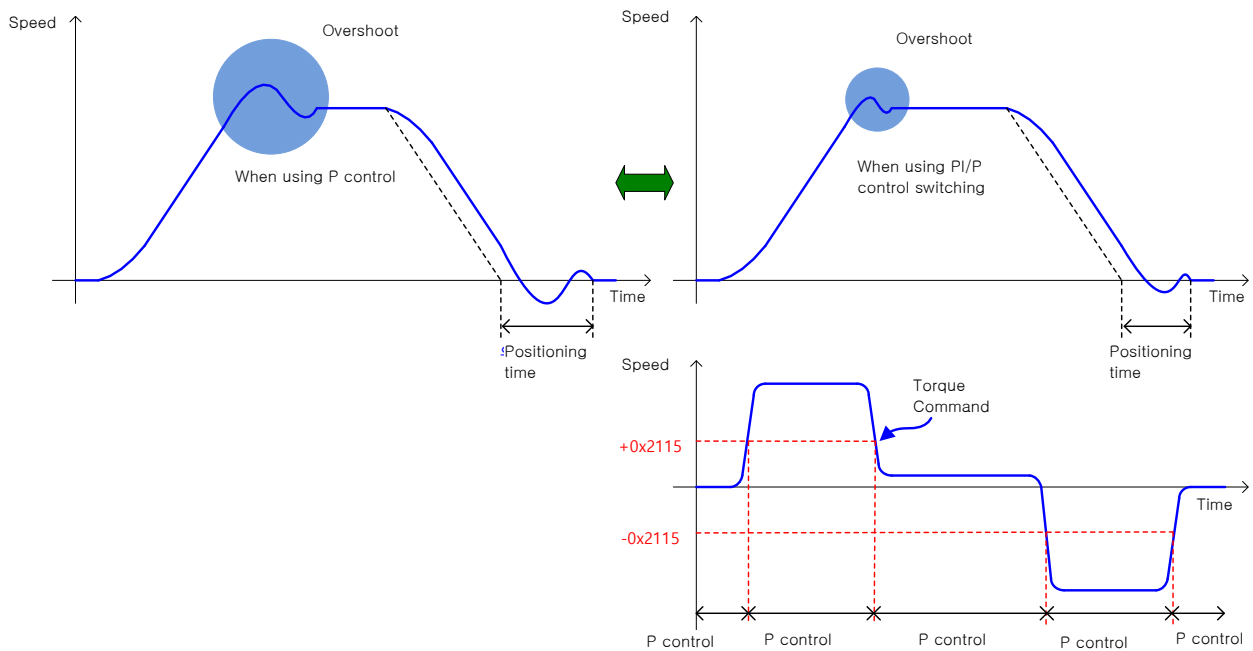 Speed
Overshoot
When using P control
Time
Positioning
time
Speed
Overshoot
When using PI/P
control switching
Time
Positioning
time
Speed
Torque
Command
+0x2115
Time
-0x2115
P control
P control
P control
P control
P control